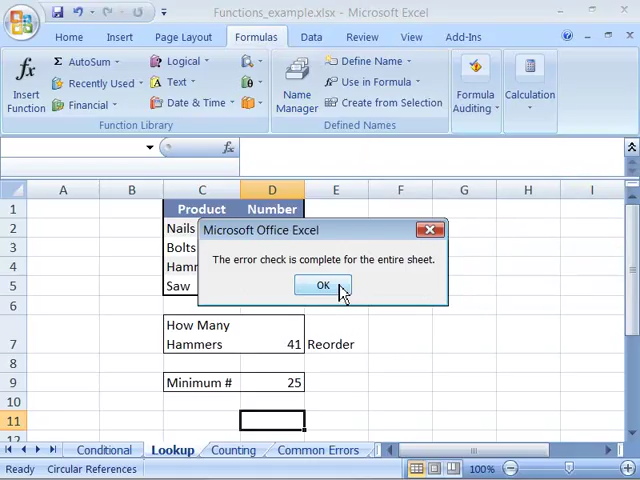 Functions_example.xlsx - Microsoft Excel
Home Insert Page Layout Formulas Data Review View Add-Ins
fx Insert Function
Σ AutoSum
Recently Used
Financial
Logical
A Text
Date & Time
θ
Function Library
Name Manager
Define Name
Use in Formula
Create from Selection
Defined Names
Formula Auditing
Calculation
fx
A B C D E F G H I
1 Product Number
2 Nails
3 Bolts
4 Hamm
5 Saw
Microsoft Office Excel
The error check is complete for the entire sheet.
OK
6
How Many
7 Hammers 41 Reorder
8
9 Minimum # 25
10
11
12
Conditional Lookup Counting Common Errors
Ready Circular References 100%